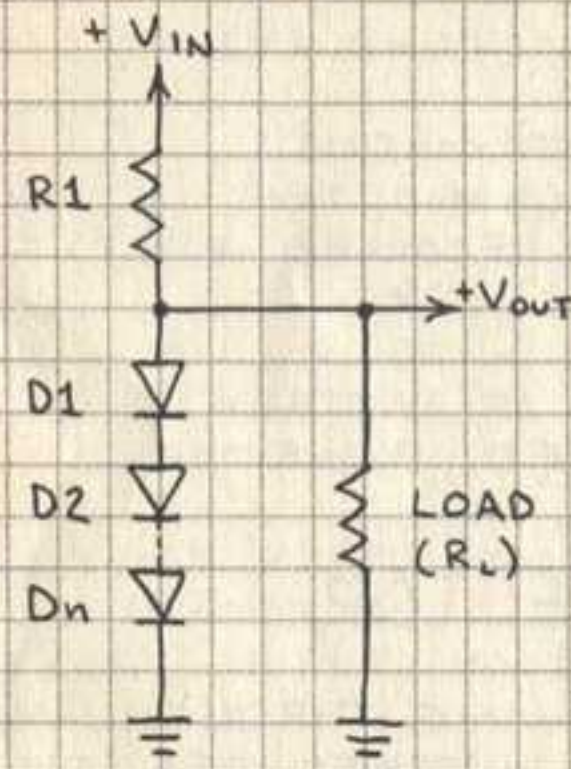 + VIN
R1
+VOUT
D1
D2
LOAD
(RL)
Dn